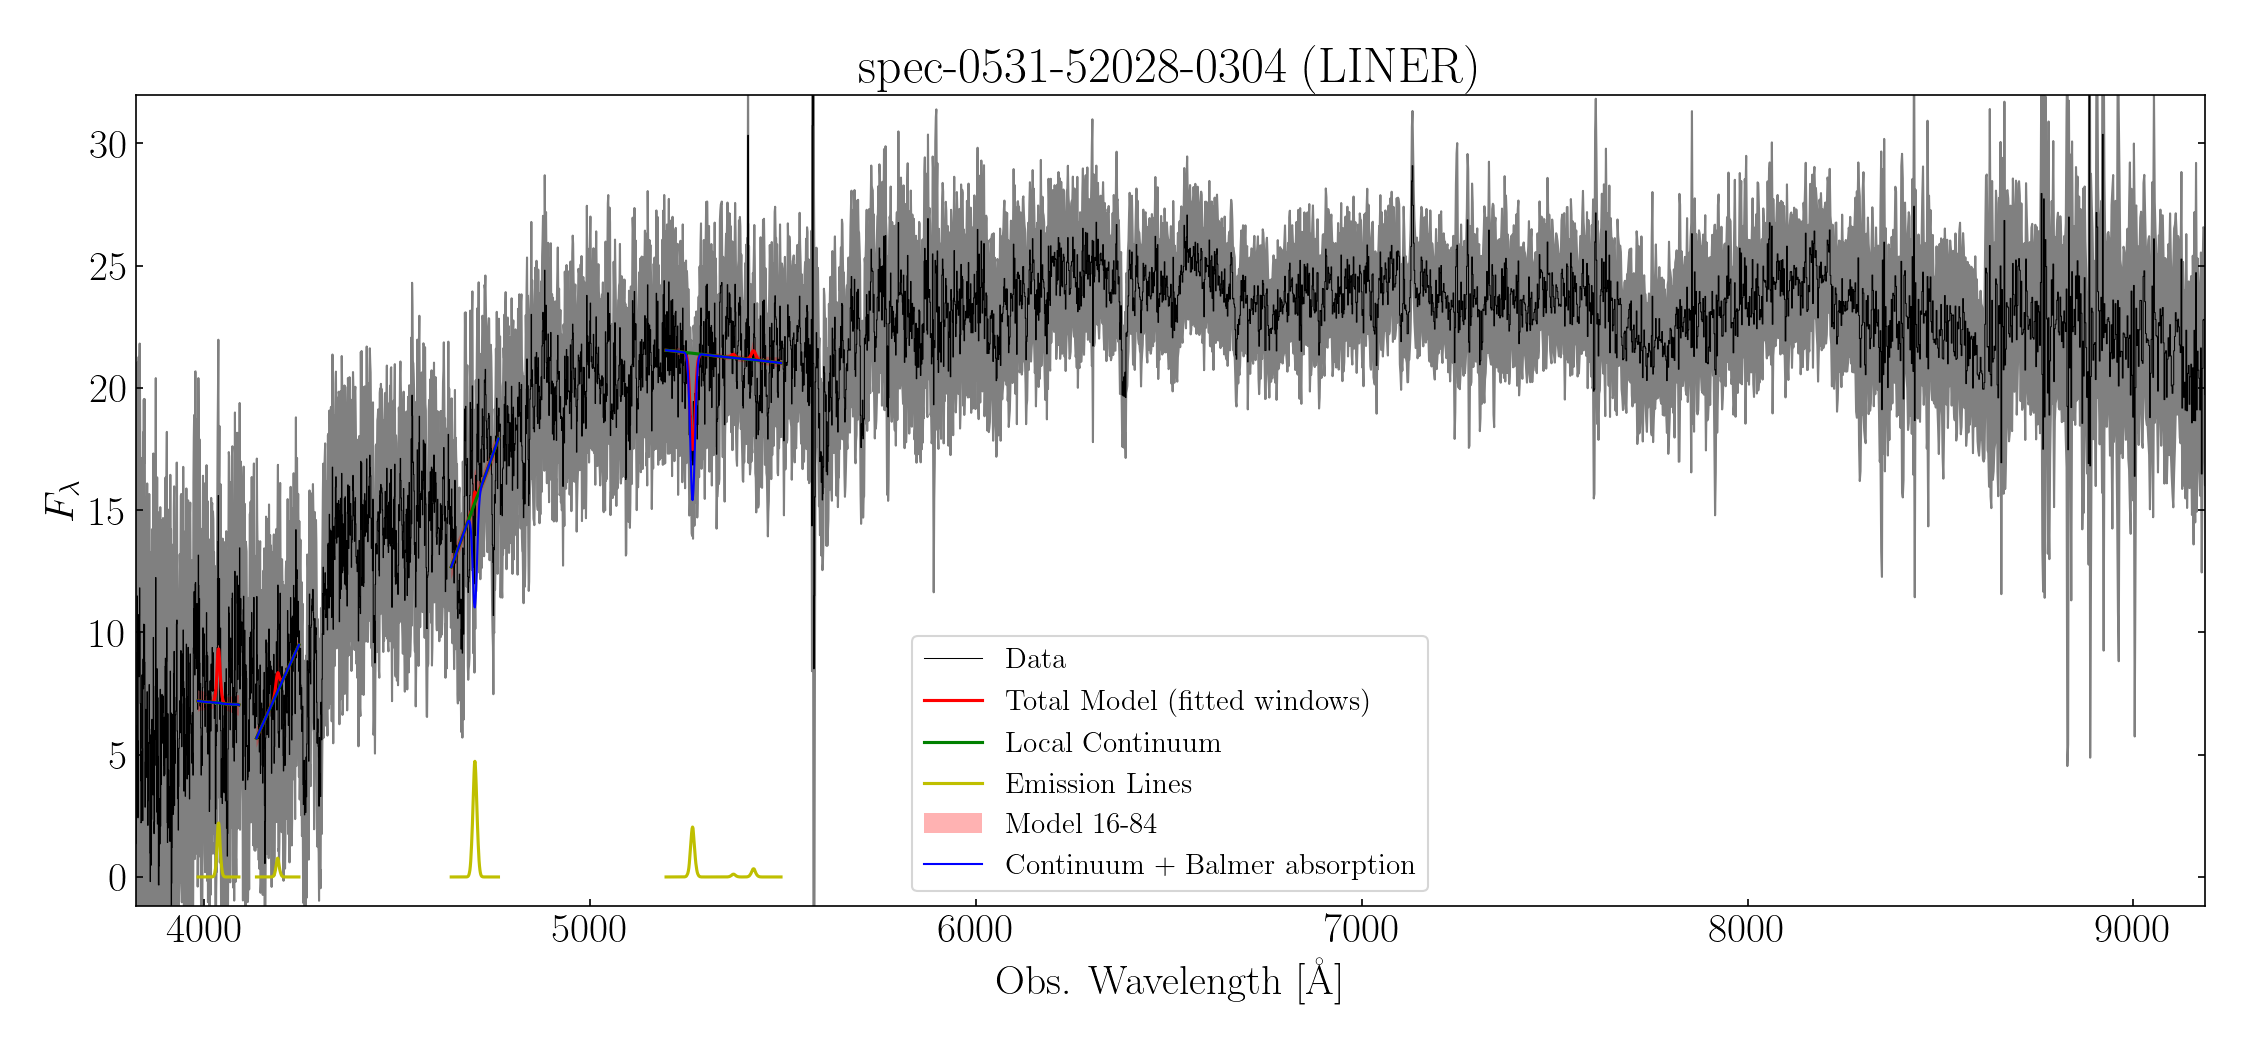 spec-0531-52028-0304 (LINER)
30
25
20
15
10
5
0
Fλ
Data
Total Model (fitted windows)
Local Continuum
Emission Lines
Model 16-84
Continuum + Balmer absorption
4000 5000 6000 7000 8000 9000
Obs. Wavelength [Å]